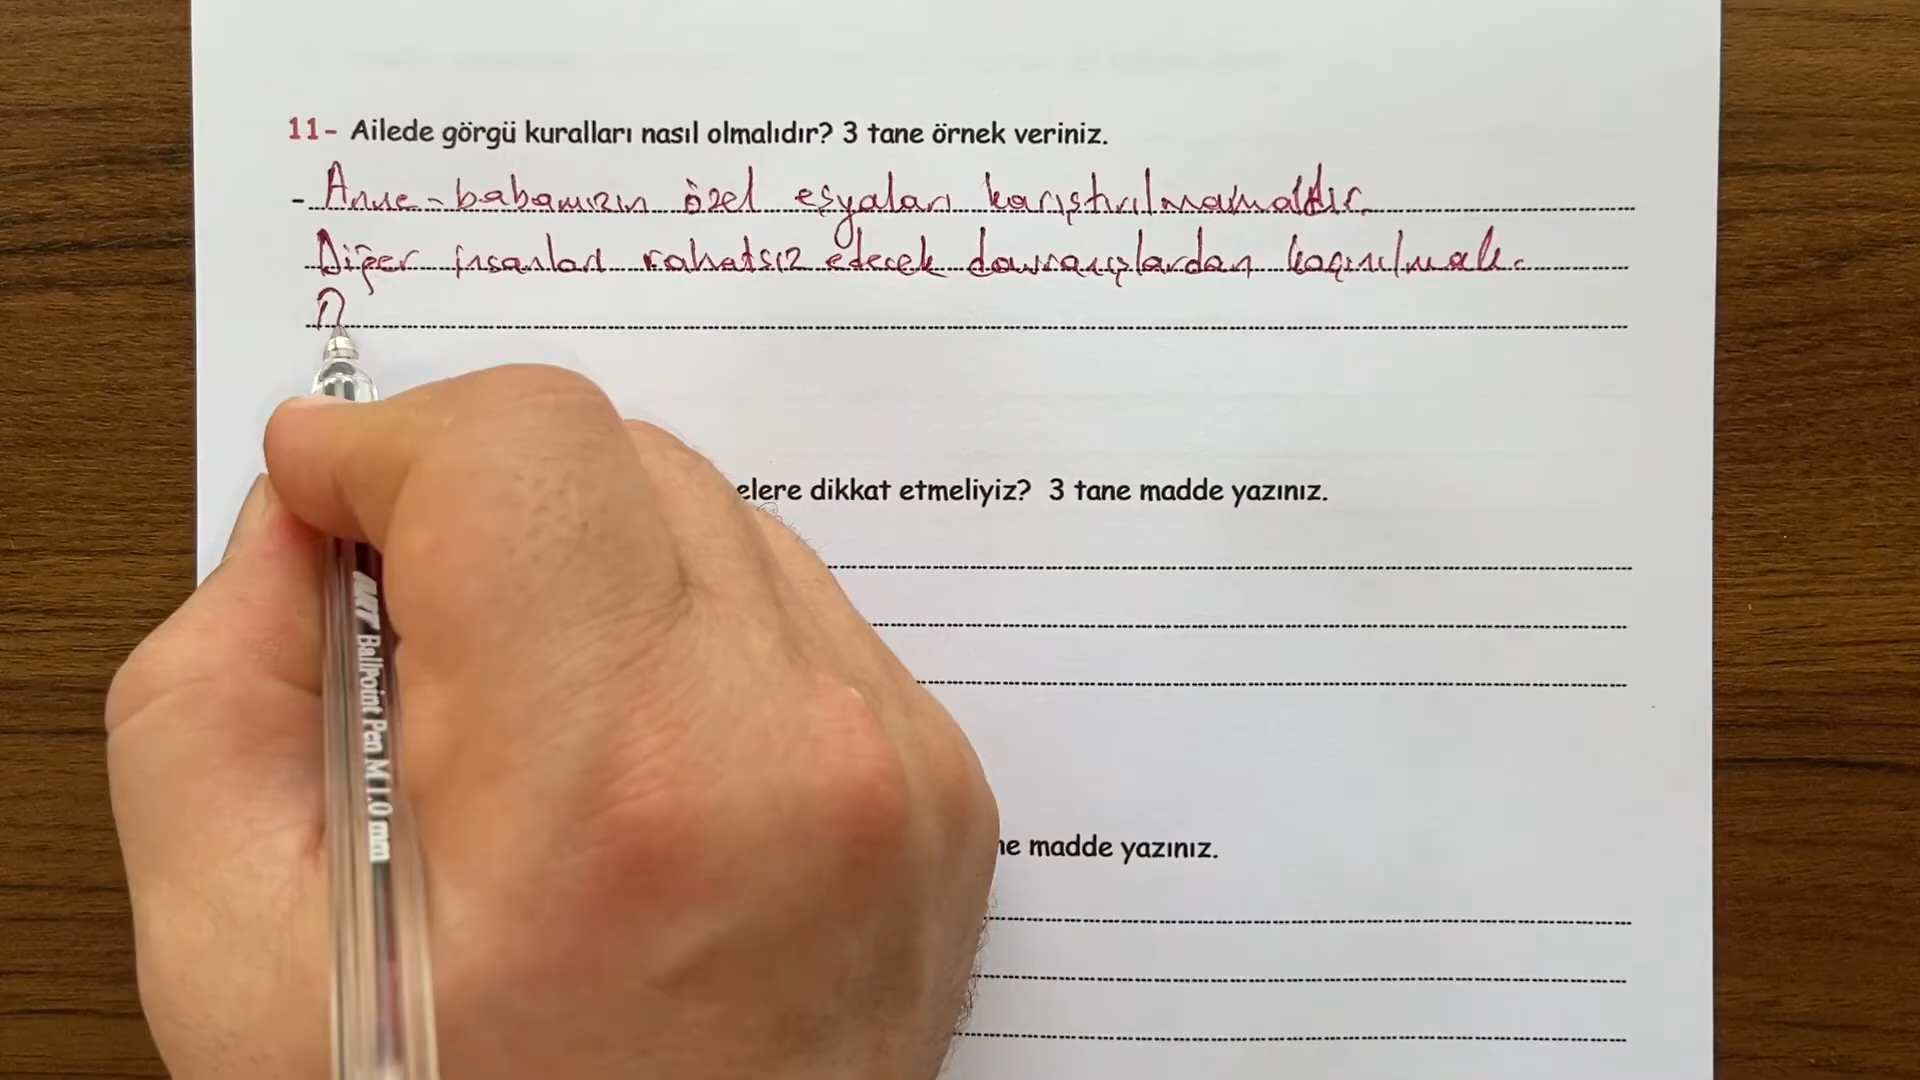 11- Ailede görgü kuralları nasıl olmalıdır? 3 tane örnek veriniz.
- Anne-babamızın özel eşyaları karıştırılmamalıdır.
Diğer insanları rahatsız edecek davranışlardan kaçınılmalı.
elere dikkat etmeliyiz? 3 tane madde yazınız.
ne madde yazınız.
MT BallPoint Pen M 1.0 mm